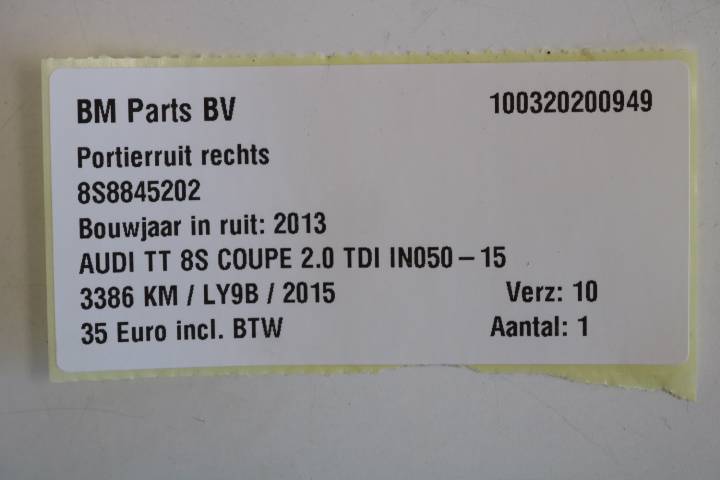 BM Parts BV 100320200949
Portierruit rechts
8S8845202
Bouwjaar in ruit: 2013
AUDI TT 8S COUPE 2.0 TDI IN050-15
3386 KM / LY9B / 2015 Verz: 10
35 Euro incl. BTW Aantal: 1